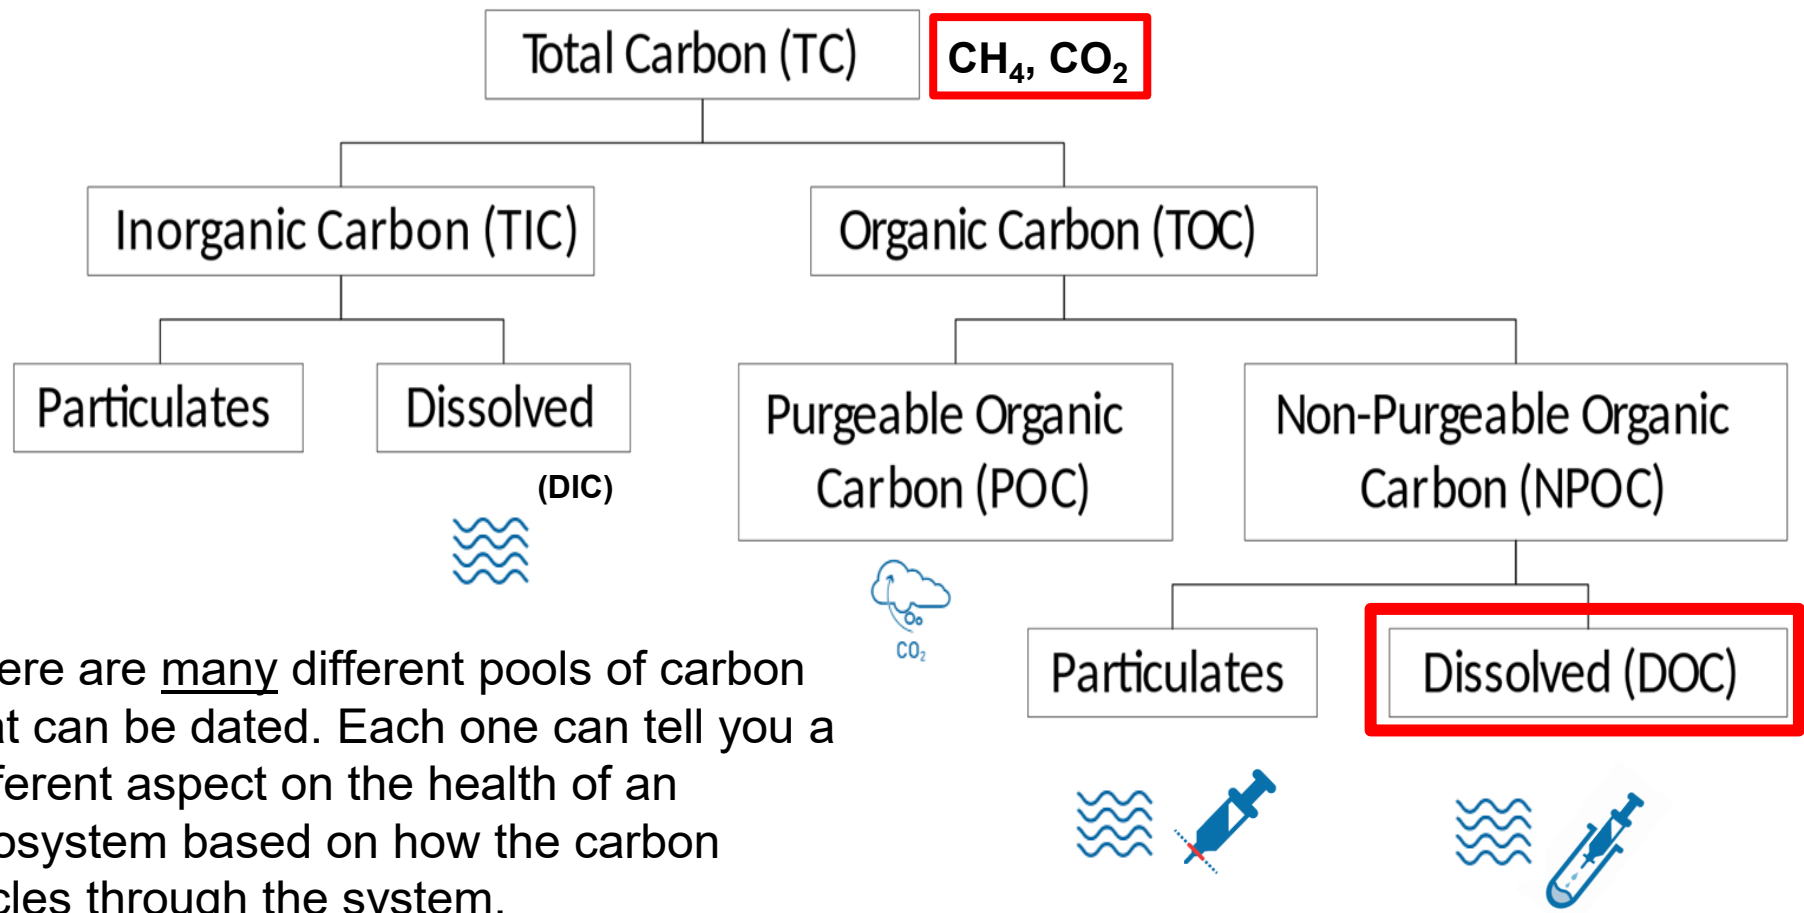 Total Carbon (TC)
CH₄, CO₂
Inorganic Carbon (TIC)
Organic Carbon (TOC)
Particulates
Dissolved
(DIC)
Purgeable Organic
Carbon (POC)
Non-Purgeable Organic
Carbon (NPOC)
CO₂
Particulates
Dissolved (DOC)
ere are many different pools of carbon
at can be dated. Each one can tell you a
ferent aspect on the health of an
osystem based on how the carbon
cles through the system.